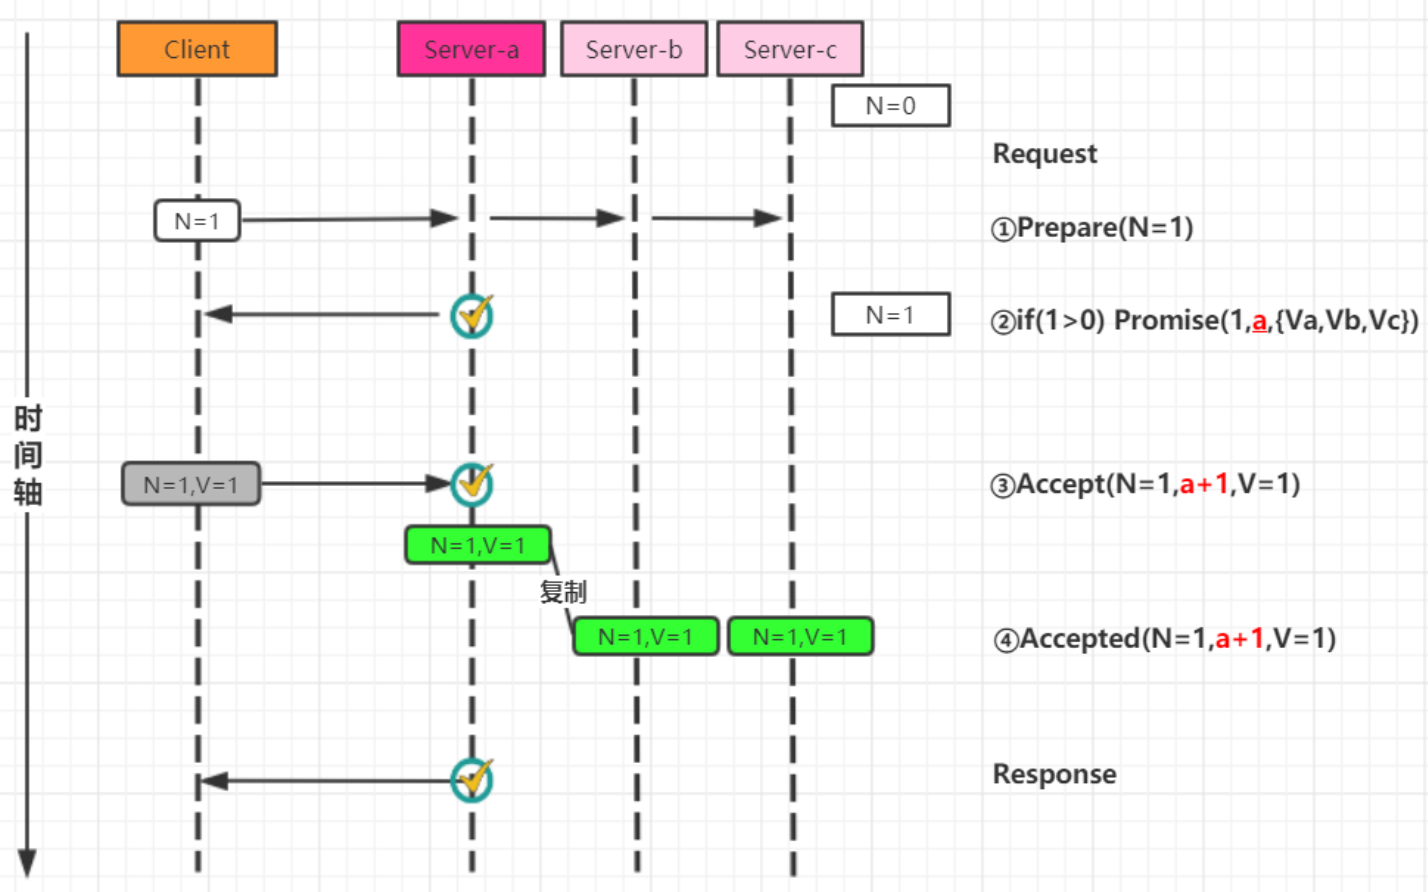 Client
Server-a
Server-b
Server-c
N=0
Request
N=1
①Prepare(N=1)
N=1
②if(1>0) Promise(1,a,{Va,Vb,Vc})
时间轴
N=1,V=1
③Accept(N=1,a+1,V=1)
N=1,V=1
复制
N=1,V=1
N=1,V=1
④Accepted(N=1,a+1,V=1)
Response